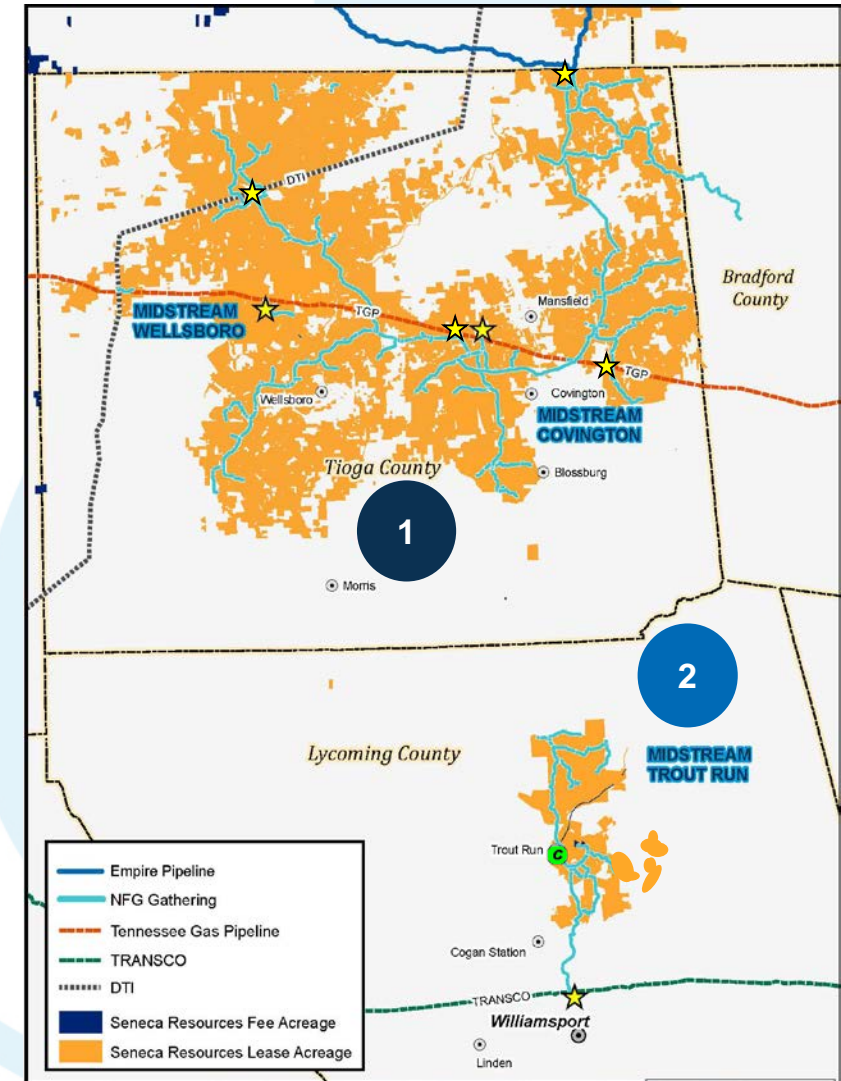 DTI
Bradford
County
MIDSTREAM
WELLSBORO
TGP
Mansfield
TGP
Wellsboro
Covington
MIDSTREAM
COVINGTON
Tioga County
Blossburg
1
Morris
2
Lycoming County
MIDSTREAM
TROUT RUN
Trout Run
C
Cogan Station
TRANSCO
Williamsport
Linden
Empire Pipeline
NFG Gathering
Tennessee Gas Pipeline
TRANSCO
DTI
Seneca Resources Fee Acreage
Seneca Resources Lease Acreage